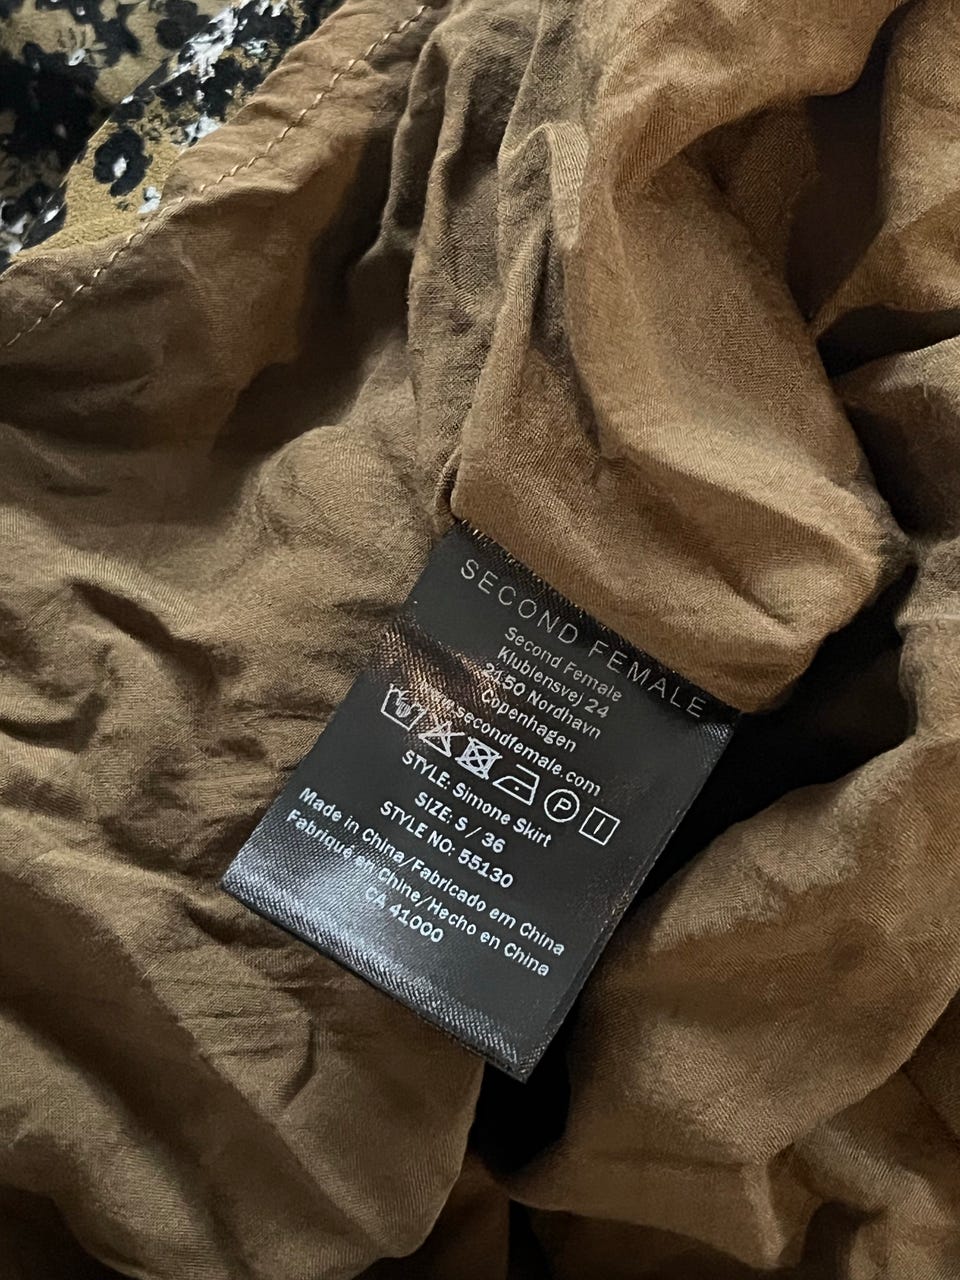 SECOND FEMALE
Second Female
Klubiensvej 24
2150 Nordhavn
Copenhagen
www.secondfemale.com
P
STYLE: Simone Skirt
SIZE: S / 36
STYLE NO: 55130
Made in China/Fabricado em China
Fabriqué en Chine/Hecho en China
CA 41000